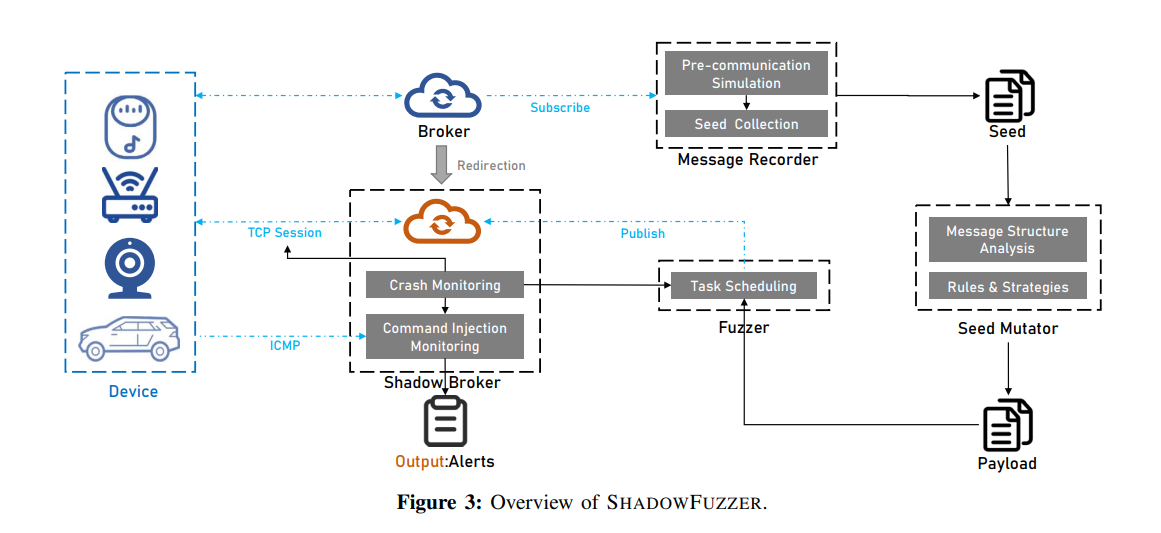 Pre-communication
Simulation
Seed Collection
Message Recorder
Subscribe
Broker
Redirection
Seed
TCP Session
Publish
Message Structure
Analysis
Rules & Strategies
Seed Mutator
Crash Monitoring
Task Scheduling
Fuzzer
Command Injection
Monitoring
ICMP
Shadow Broker
Device
Output:Alerts
Payload
Figure 3: Overview of SHADOWFUZZER.